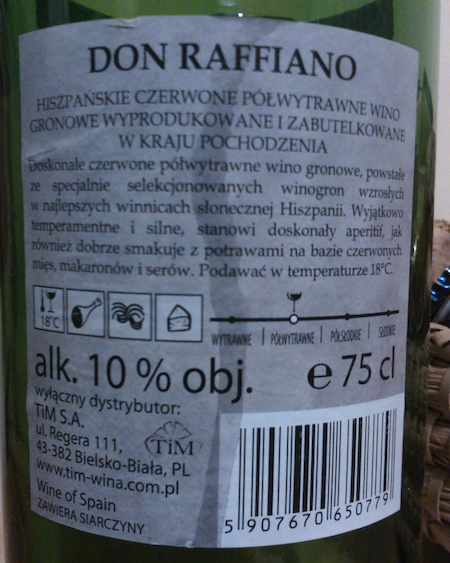 DON RAFFIANO
HISZPAŃSKIE CZERWONE PÓŁWYTRAWNE WINO
GRONOWE WYPRODUKOWANE I ZABUTELKOWANE
W KRAJU POCHODZENIA
Doskonałe czerwone półwytrawne wino gronowe, powstałe
ze specjalnie selekcjonowanych winogron wzrosłych
w najlepszych winnicach słonecznej Hiszpanii. Wyjątkowo
temperamentne i silne, stanowi doskonały aperitif, jak
również dobrze smakuje z potrawami na bazie czerwonych
mięs, makaronów i serów. Podawać w temperaturze 18°C.
18°C
WYTRAWNE | PÓŁWYTRAWNE | PÓŁSŁODKIE | SŁODKIE
alk. 10 % obj. e 75 cl
wyłączny dystrybutor:
TiM S.A.
ul. Regera 111,
43-382 Bielsko-Biała, PL
www.tim-wina.com.pl
TiM
Wine of Spain
ZAWIERA SIARCZYNY
5 907670 650779